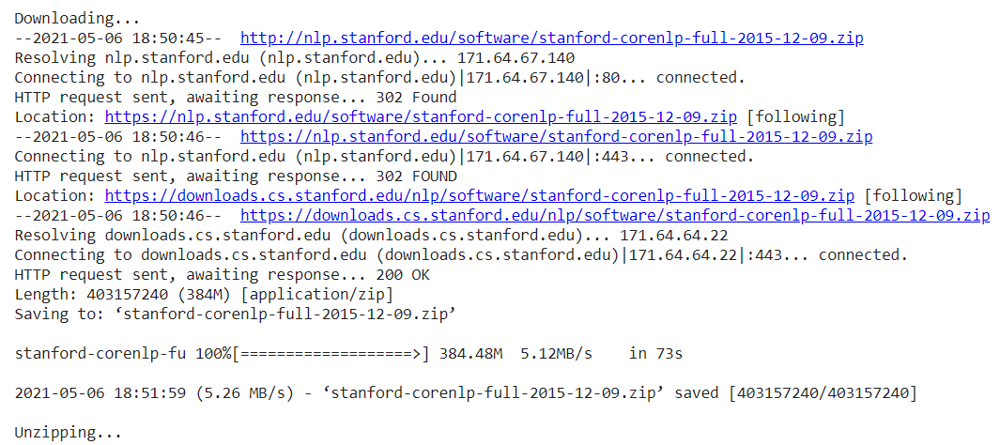 Downloading...
--2021-05-06 18:50:45--  http://nlp.stanford.edu/software/stanford-corenlp-full-2015-12-09.zip
Resolving nlp.stanford.edu (nlp.stanford.edu)... 171.64.67.140
Connecting to nlp.stanford.edu (nlp.stanford.edu)|171.64.67.140|:80... connected.
HTTP request sent, awaiting response... 302 Found
Location: https://nlp.stanford.edu/software/stanford-corenlp-full-2015-12-09.zip [following]
--2021-05-06 18:50:46--  https://nlp.stanford.edu/software/stanford-corenlp-full-2015-12-09.zip
Connecting to nlp.stanford.edu (nlp.stanford.edu)|171.64.67.140|:443... connected.
HTTP request sent, awaiting response... 302 FOUND
Location: https://downloads.cs.stanford.edu/nlp/software/stanford-corenlp-full-2015-12-09.zip [following]
--2021-05-06 18:50:46--  https://downloads.cs.stanford.edu/nlp/software/stanford-corenlp-full-2015-12-09.zip
Resolving downloads.cs.stanford.edu (downloads.cs.stanford.edu)... 171.64.64.22
Connecting to downloads.cs.stanford.edu (downloads.cs.stanford.edu)|171.64.64.22|:443... connected.
HTTP request sent, awaiting response... 200 OK
Length: 403157240 (384M) [application/zip]
Saving to: ‘stanford-corenlp-full-2015-12-09.zip’
stanford-corenlp-fu 100%[===================>] 384.48M  5.12MB/s    in 73s
2021-05-06 18:51:59 (5.26 MB/s) - ‘stanford-corenlp-full-2015-12-09.zip’ saved [403157240/403157240]
Unzipping...